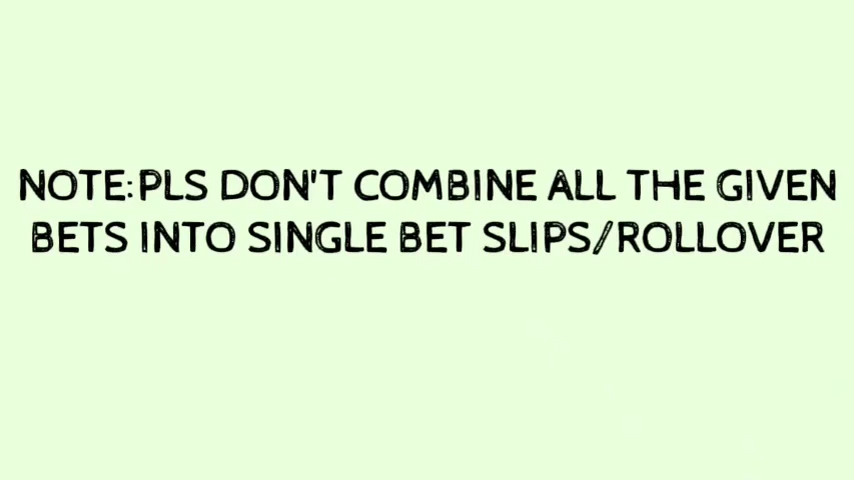 NOTE:PLS DON'T COMBINE ALL THE GIVEN
BETS INTO SINGLE BET SLIPS/ROLLOVER